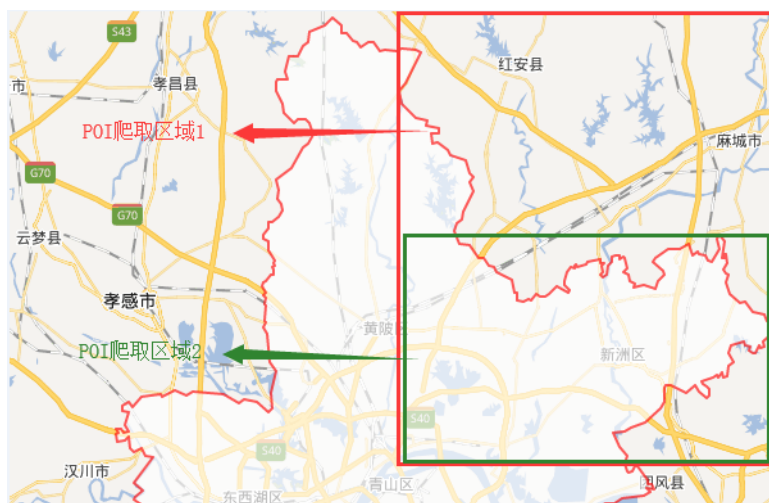 S43
红安县
孝昌县
市
POI爬取区域1
麻城市
G70
G70
云梦县
孝感市
黄陂区
POI爬取区域2
新洲区
S40
S40
汉川市
青山区
团风县
东西湖区